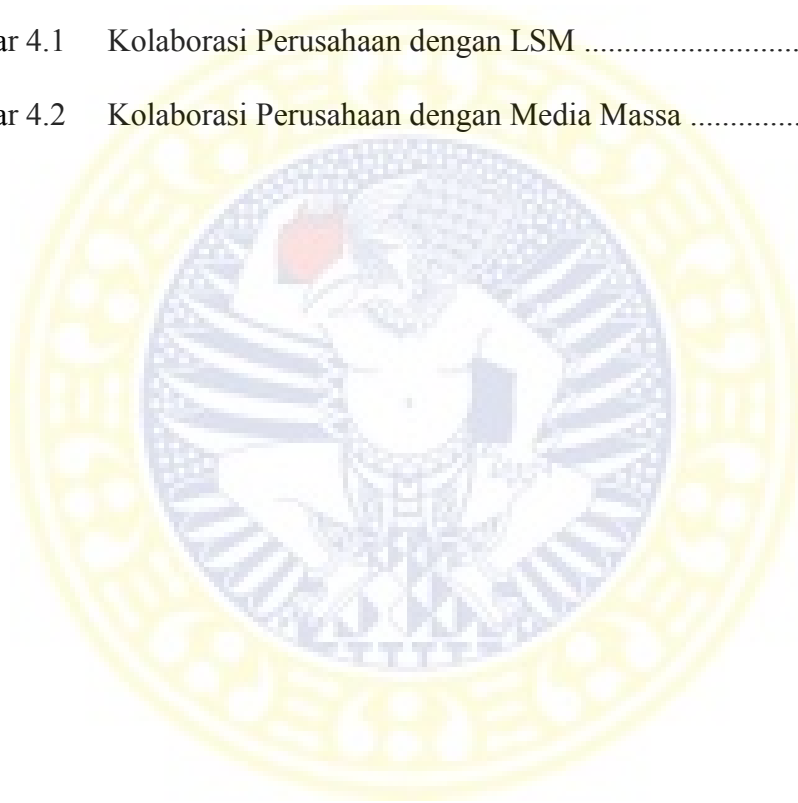 ar 4.1 Kolaborasi Perusahaan dengan LSM ...........................
ar 4.2 Kolaborasi Perusahaan dengan Media Massa ..............